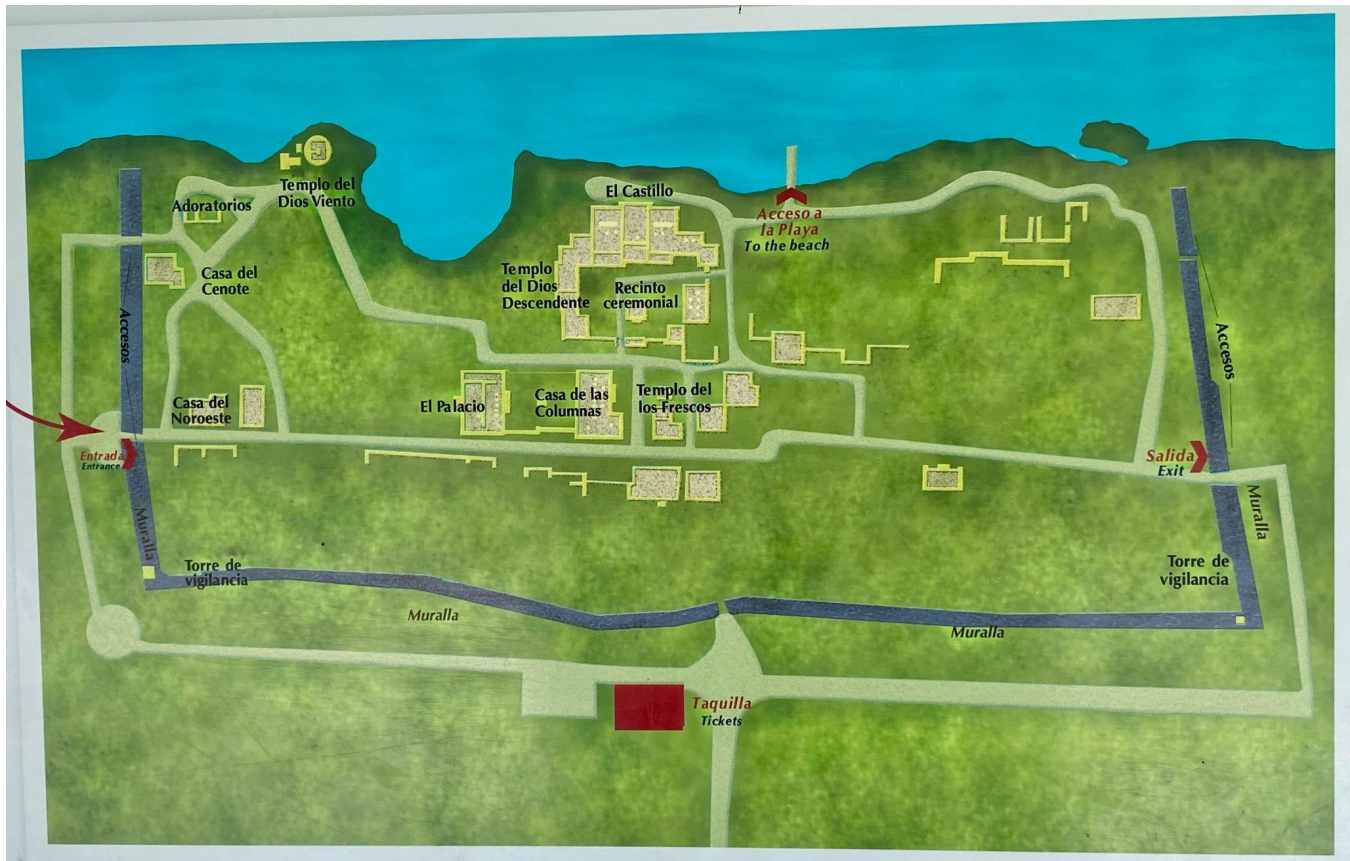 Templo del
Dios Viento
Adoratorios
El Castillo
Acceso a
la Playa
To the beach
Casa del
Cenote
Templo
del Dios
Descendente
Recinto
ceremonial
Accesos
Accesos
Casa del
Noroeste
El Palacio
Casa de las
Columnas
Templo del
los Frescos
Entrada
Entrance
Salida
Exit
Muralla
Muralla
Torre de
vigilancia
Torre de
vigilancia
Muralla
Muralla
Taquilla
Tickets